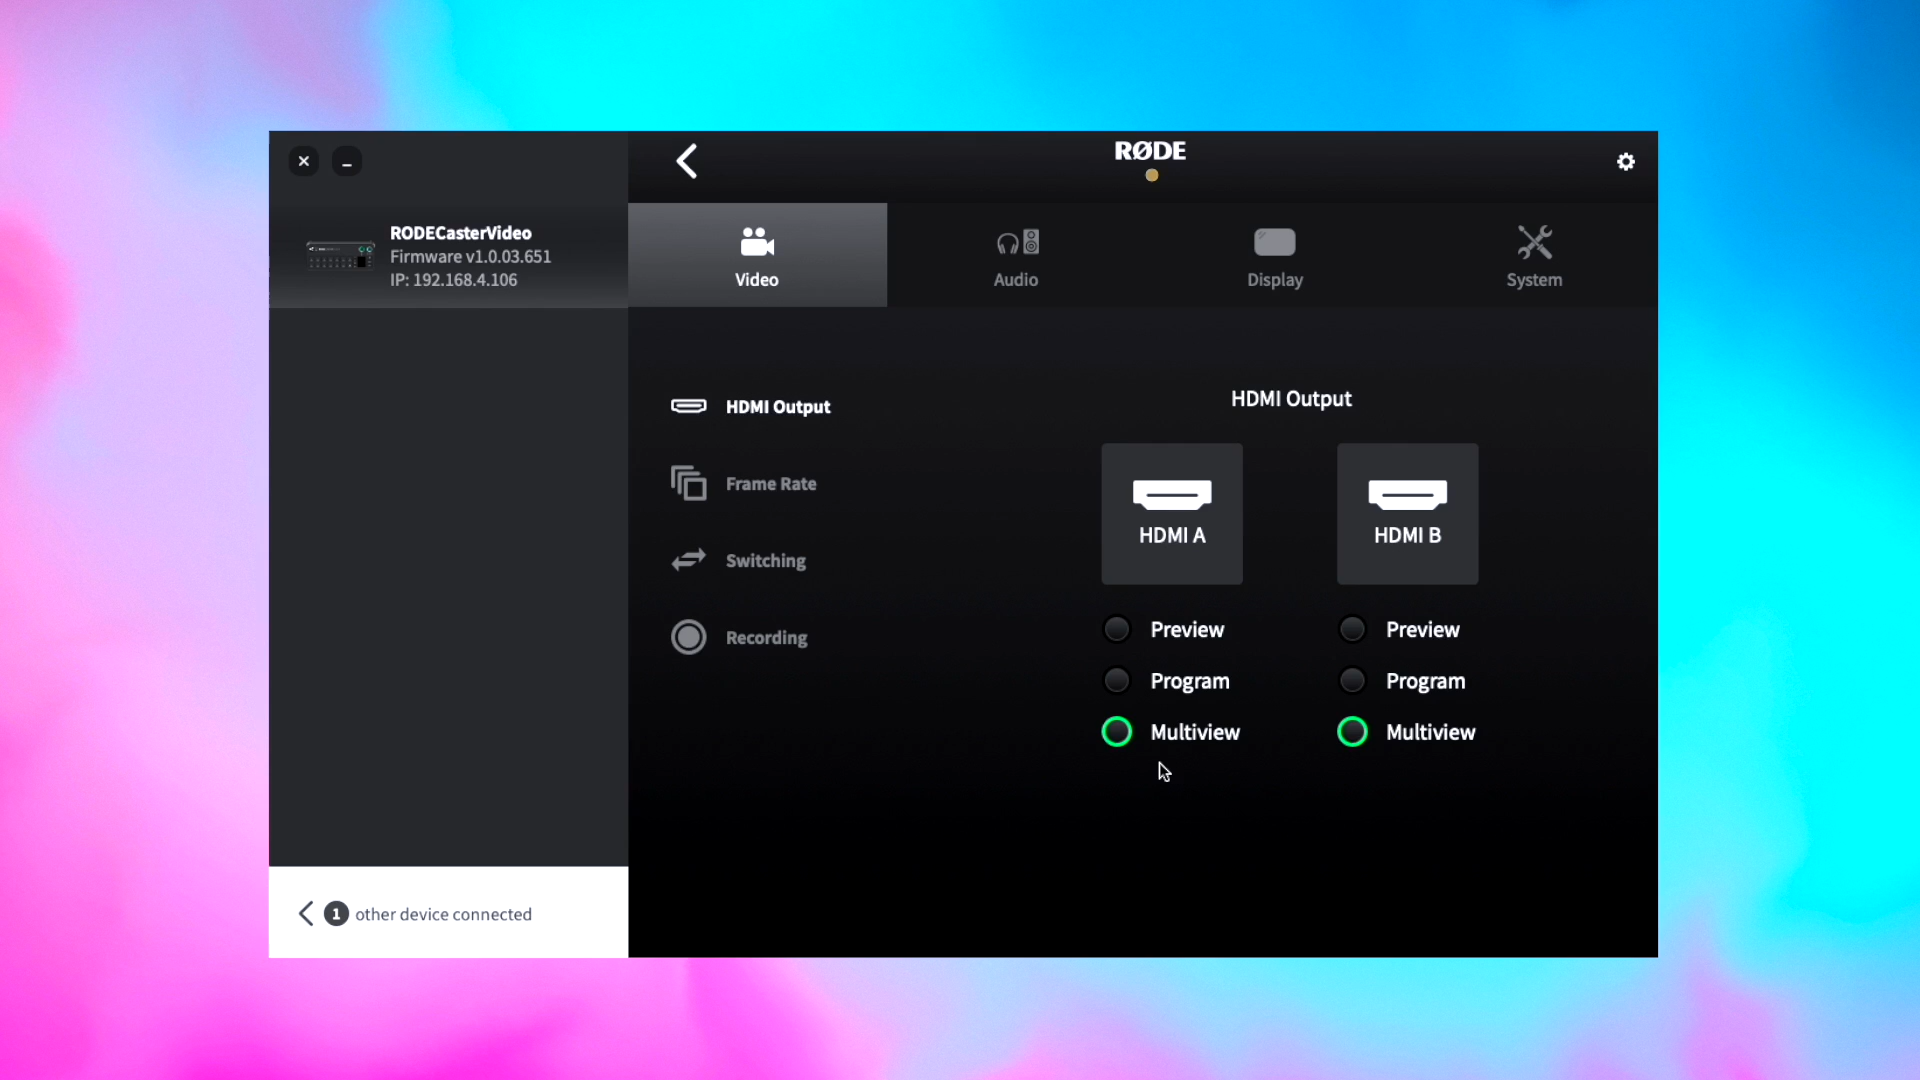 RODECasterVideo
Firmware v1.0.03.651
IP: 192.168.4.106
1 other device connected
RØDE
Video
Audio
Display
System
HDMI Output
Frame Rate
Switching
Recording
HDMI Output
HDMI A
HDMI B
Preview
Preview
Program
Program
Multiview
Multiview